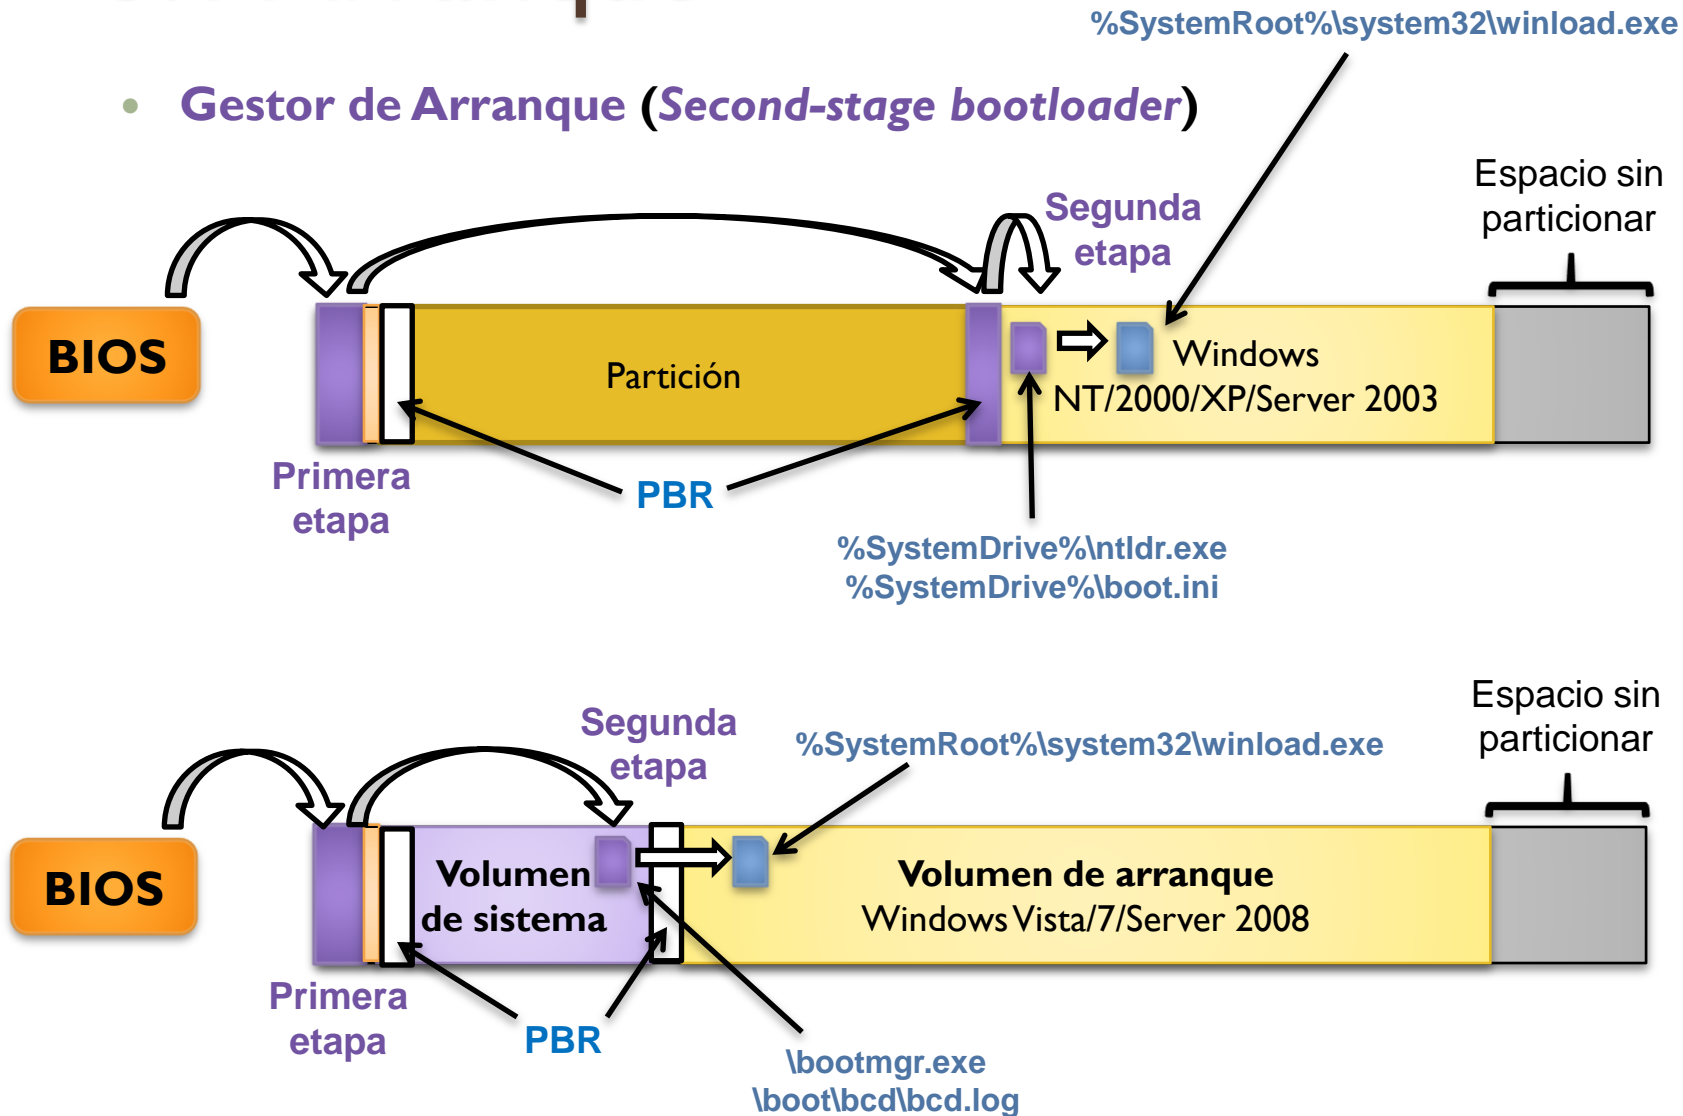 %SystemRoot%\system32\winload.exe
• Gestor de Arranque (Second-stage bootloader)
Espacio sin
particionar
Segunda
etapa
BIOS
Partición
Windows
NT/2000/XP/Server 2003
Primera
etapa
PBR
%SystemDrive%\ntldr.exe
%SystemDrive%\boot.ini
Espacio sin
particionar
Segunda
etapa
%SystemRoot%\system32\winload.exe
BIOS
Volumen
de sistema
Volumen de arranque
Windows Vista/7/Server 2008
Primera
etapa
PBR
\bootmgr.exe
\boot\bcd\bcd.log